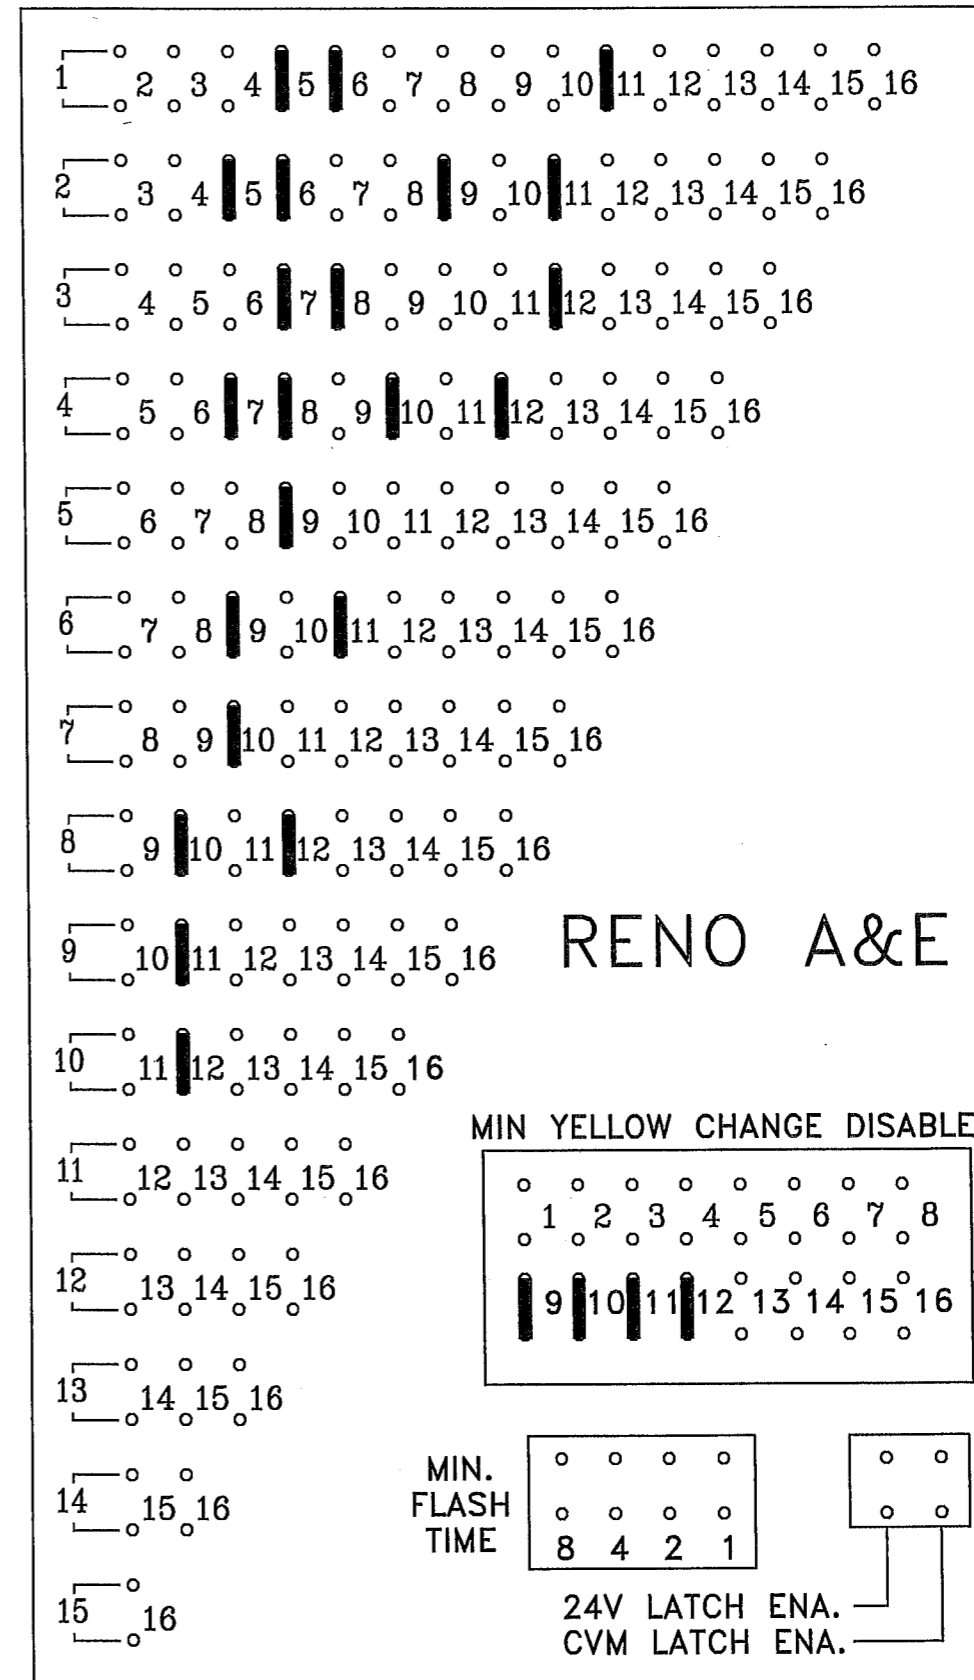 1 2 3 4 5 6 7 8 9 10 11 12 13 14 15 16
2 3 4 5 6 7 8 9 10 11 12 13 14 15 16
3 4 5 6 7 8 9 10 11 12 13 14 15 16
4 5 6 7 8 9 10 11 12 13 14 15 16
5 6 7 8 9 10 11 12 13 14 15 16
6 7 8 9 10 11 12 13 14 15 16
7 8 9 10 11 12 13 14 15 16
8 9 10 11 12 13 14 15 16
9 10 11 12 13 14 15 16
RENO A&E
10 11 12 13 14 15 16
11 12 13 14 15 16
12 13 14 15 16
13 14 15 16
14 15 16
15 16
MIN YELLOW CHANGE DISABLE
1 2 3 4 5 6 7 8
9 10 11 12 13 14 15 16
MIN.
FLASH
TIME
8 4 2 1
24V LATCH ENA.
CVM LATCH ENA.